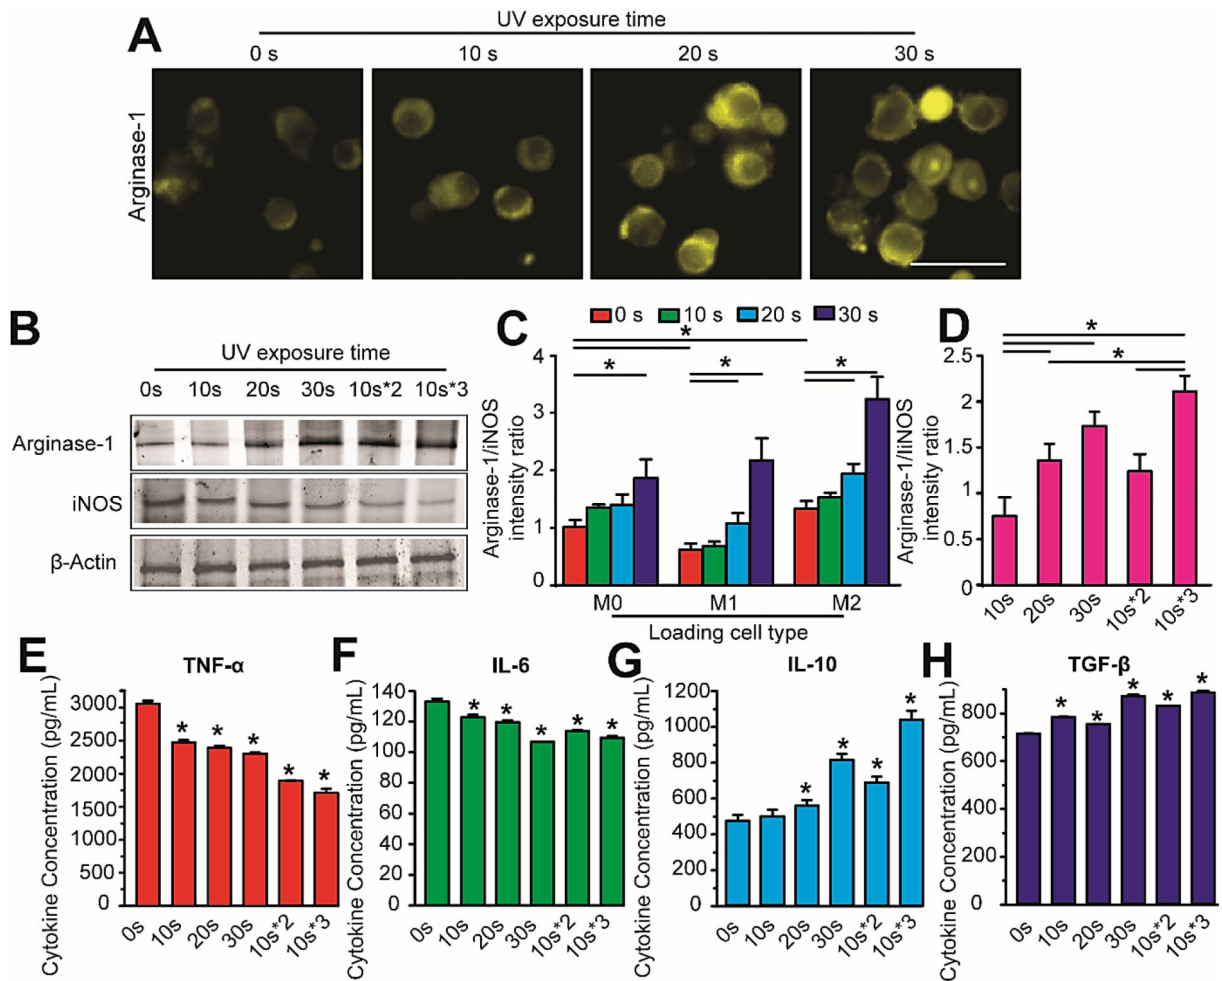 A
UV exposure time
0 s 10 s 20 s 30 s
Arginase-1
B
UV exposure time
0s 10s 20s 30s 10s*2 10s*3
Arginase-1
iNOS
β-Actin
C
0 s 10 s 20 s 30 s
Arginase-1/iNOS
intensity ratio
4
3
2
1
0
* * * *
M0 M1 M2
Loading cell type
D
Arginase-1/iNOS
intensity ratio
2.5
2
1.5
1
0.5
0
* *
10s 20s 30s 10s*2 10s*3
E
TNF-α
Cytokine Concentration (pg/mL)
3000
2500
2000
1500
1000
500
0
* * * * *
0s 10s 20s 30s 10s*2 10s*3
F
IL-6
Cytokine Concentration (pg/mL)
140
120
100
80
60
40
20
0
* * * * *
0s 10s 20s 30s 10s*2 10s*3
G
IL-10
Cytokine Concentration (pg/mL)
1200
1000
800
600
400
200
0
* * * *
0s 10s 20s 30s 10s*2 10s*3
H
TGF-β
Cytokine Concentration (pg/mL)
800
600
400
200
0
* * * * *
0s 10s 20s 30s 10s*2 10s*3